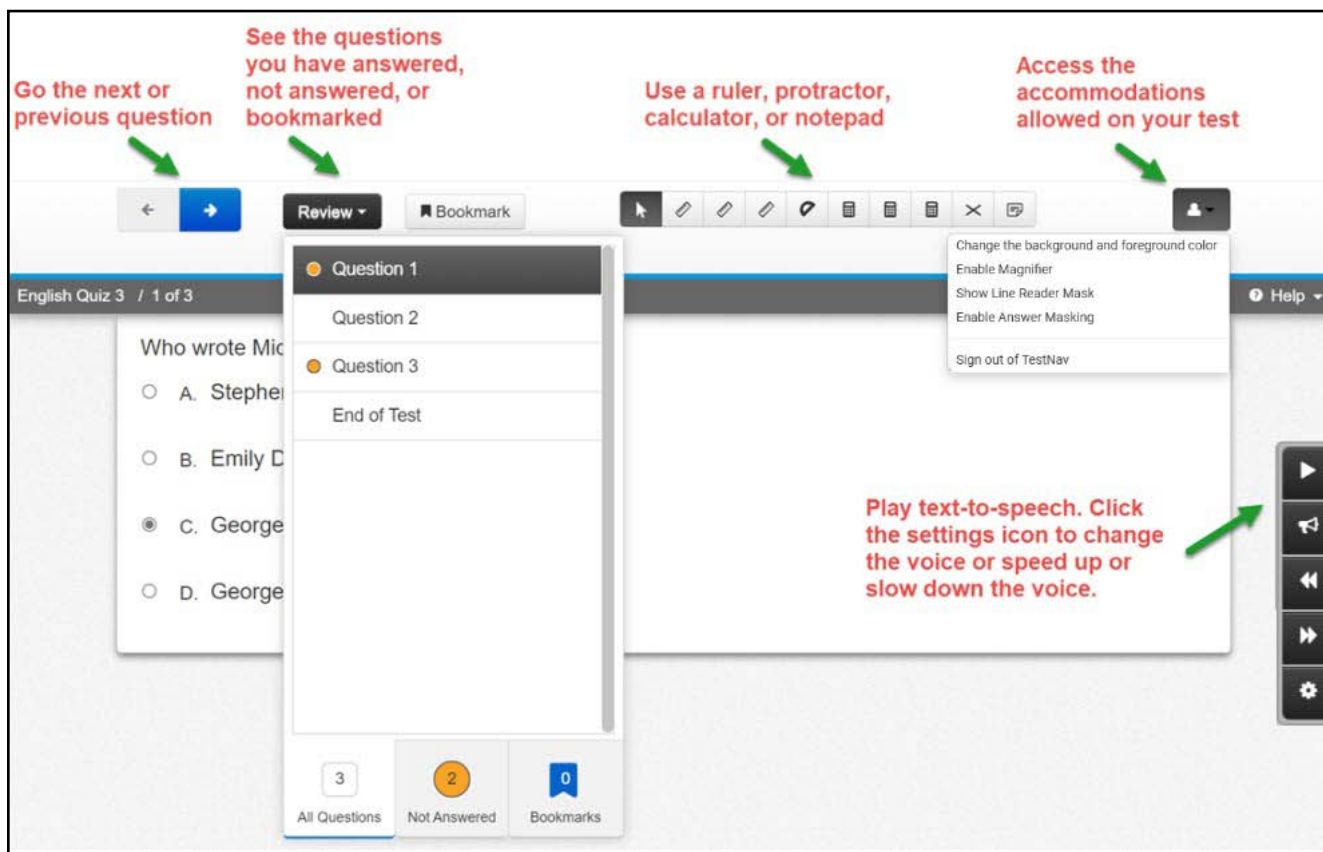 Go the next or
previous question
See the questions
you have answered,
not answered, or
bookmarked
Use a ruler, protractor,
calculator, or notepad
Access the
accommodations
allowed on your test
Review
Bookmark
Question 1
Question 2
Question 3
End of Test
3
All Questions
2
Not Answered
0
Bookmarks
Change the background and foreground color
Enable Magnifier
Show Line Reader Mask
Enable Answer Masking
Sign out of TestNav
English Quiz 3 / 1 of 3
Help
Who wrote Mic
A. Stephe
B. Emily D
C. George
D. George
Play text-to-speech. Click
the settings icon to change
the voice or speed up or
slow down the voice.